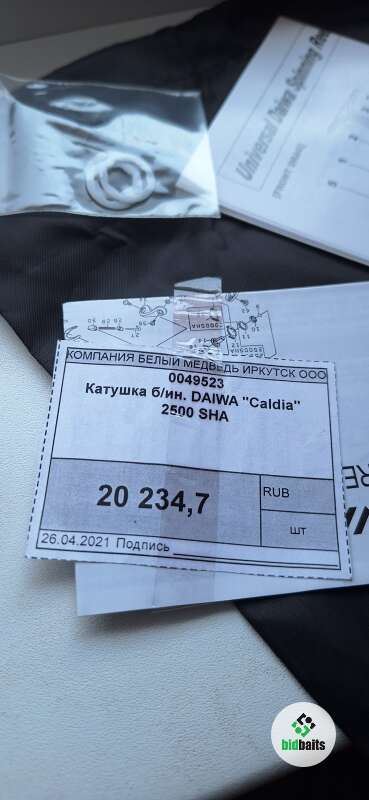 Universal Daiwa Spinning
2500SHA
КОМПАНИЯ БЕЛЫЙ МЕДВЕДЬ ИРКУТСК ООО
0049523
Катушка б/ин. DAIWA "Caldia"
2500 SHA
20 234,7
RUB
шт
26.04.2021 Подпись
bidbaits